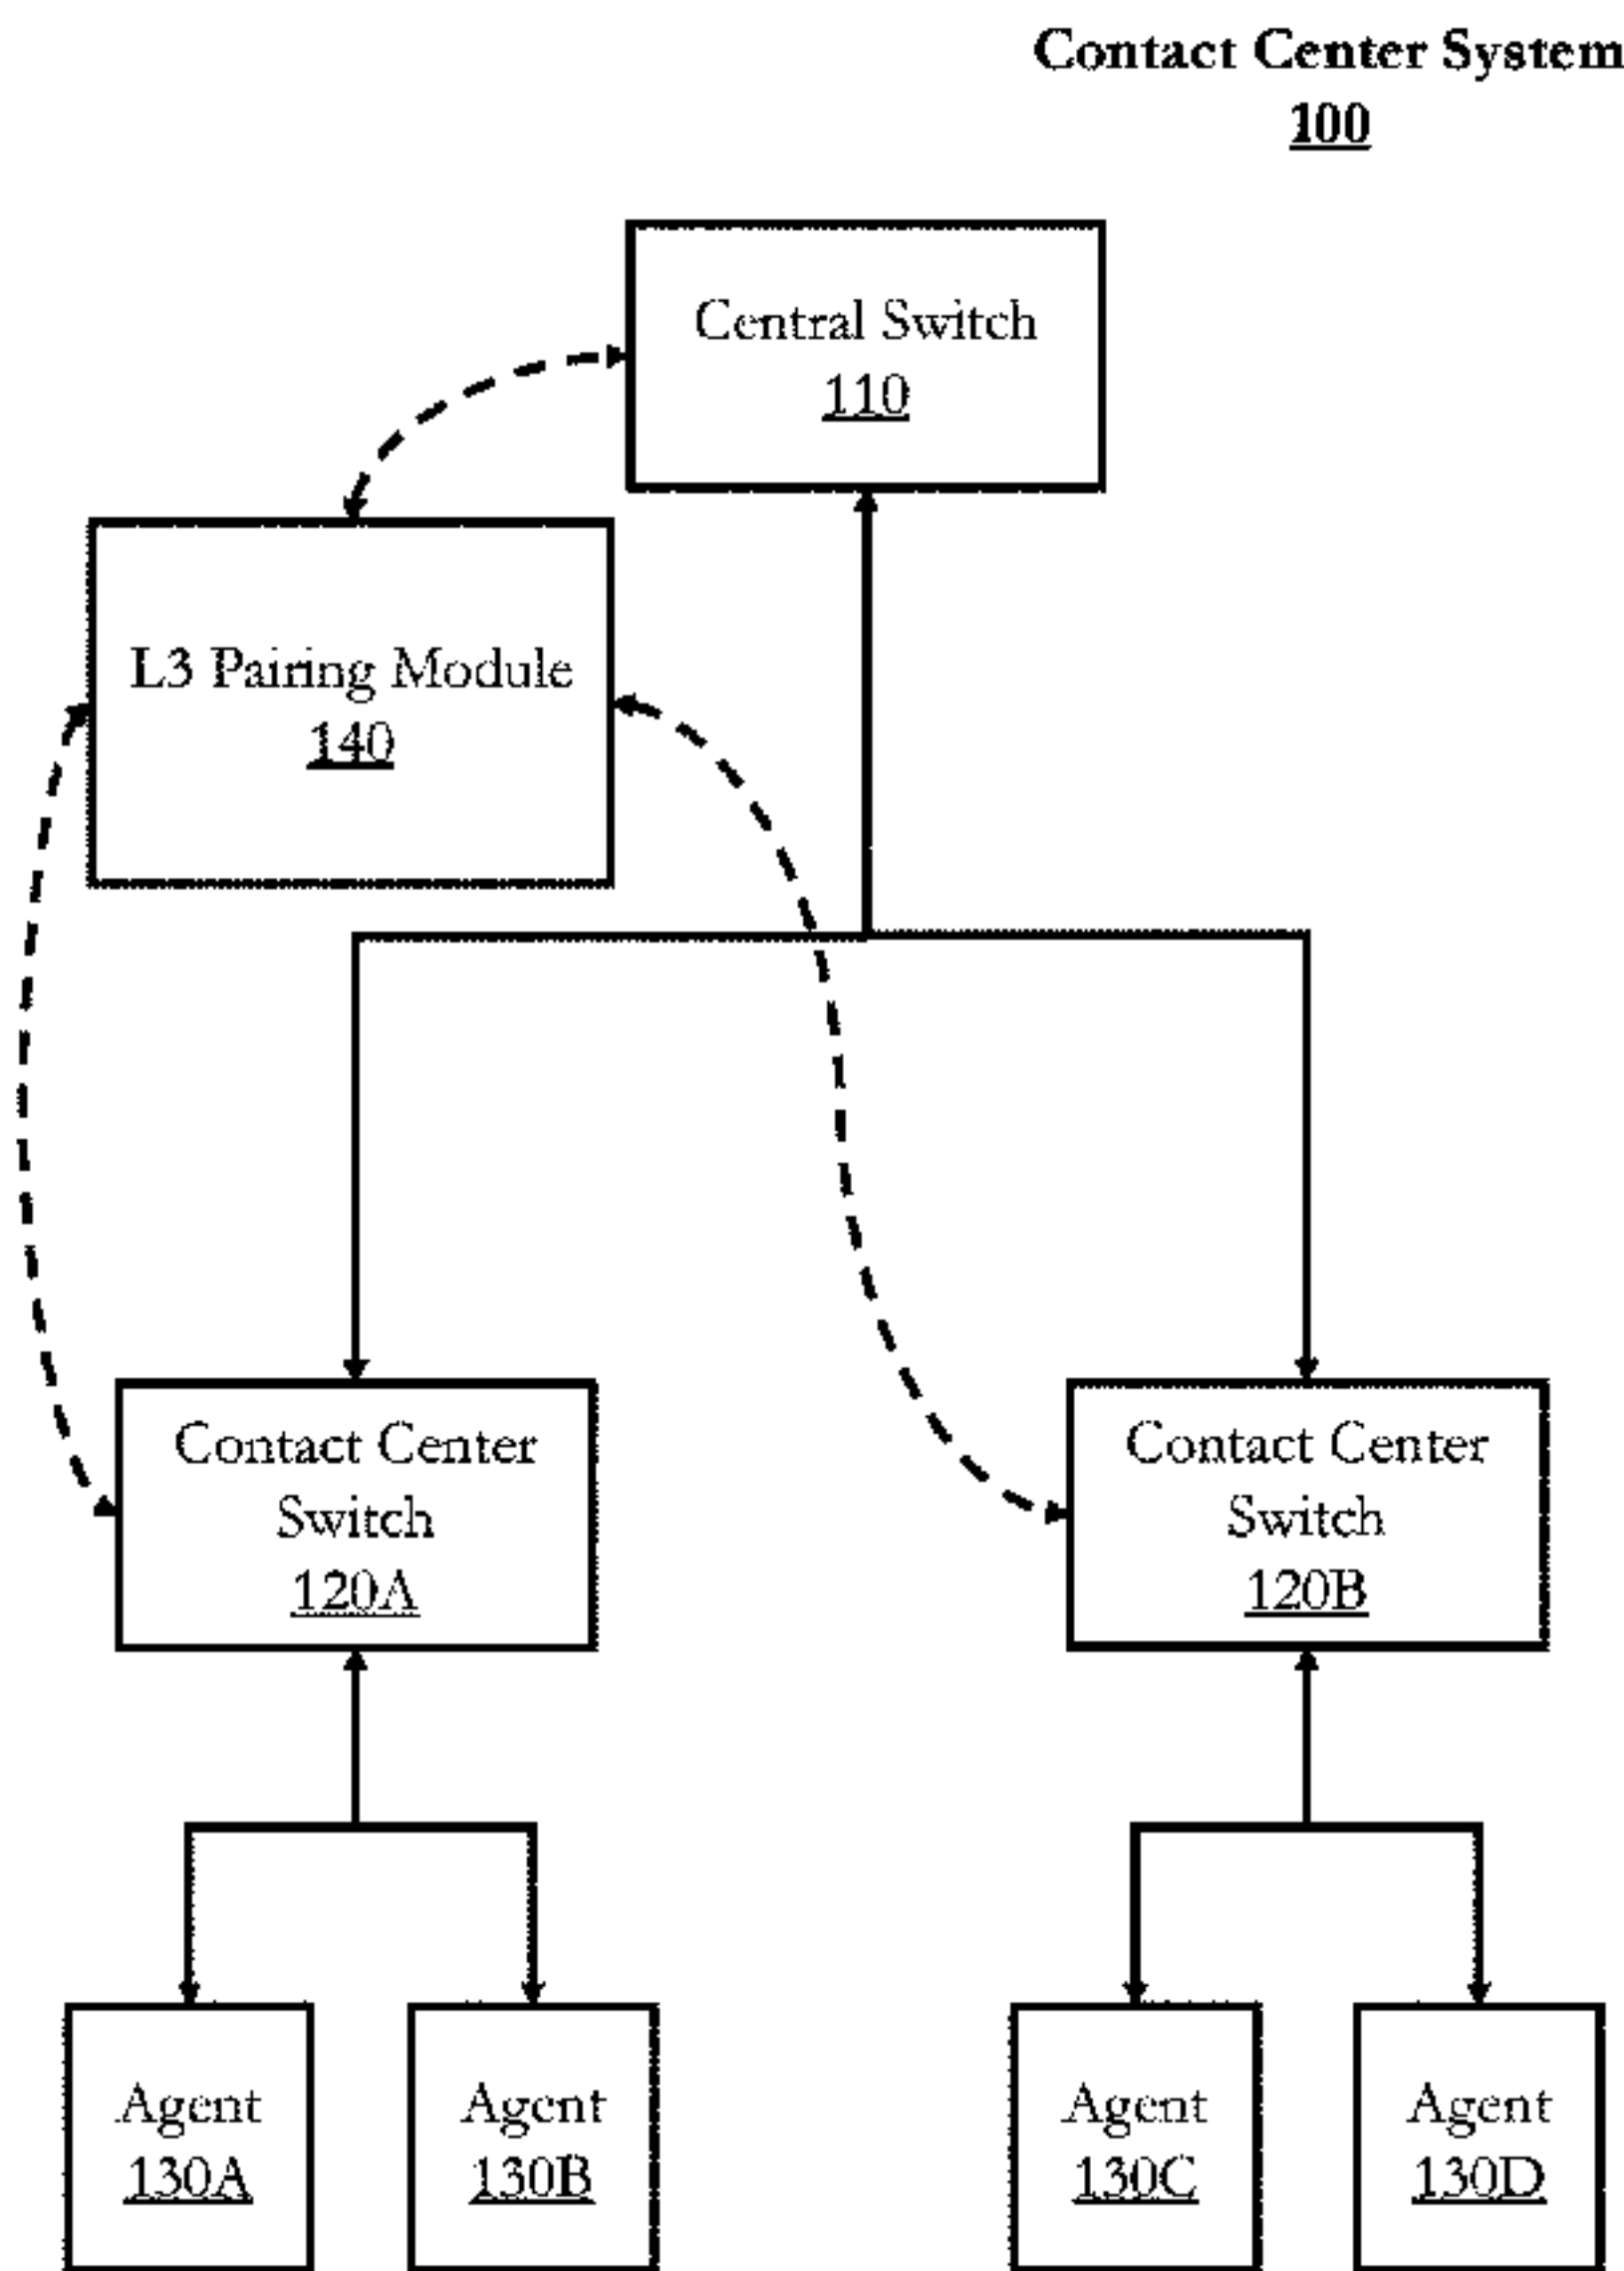 Contact Center System
100
Central Switch
110
L3 Pairing Module
140
Contact Center
Switch
120A
Contact Center
Switch
120B
Agent
130A
Agent
130B
Agent
130C
Agent
130D